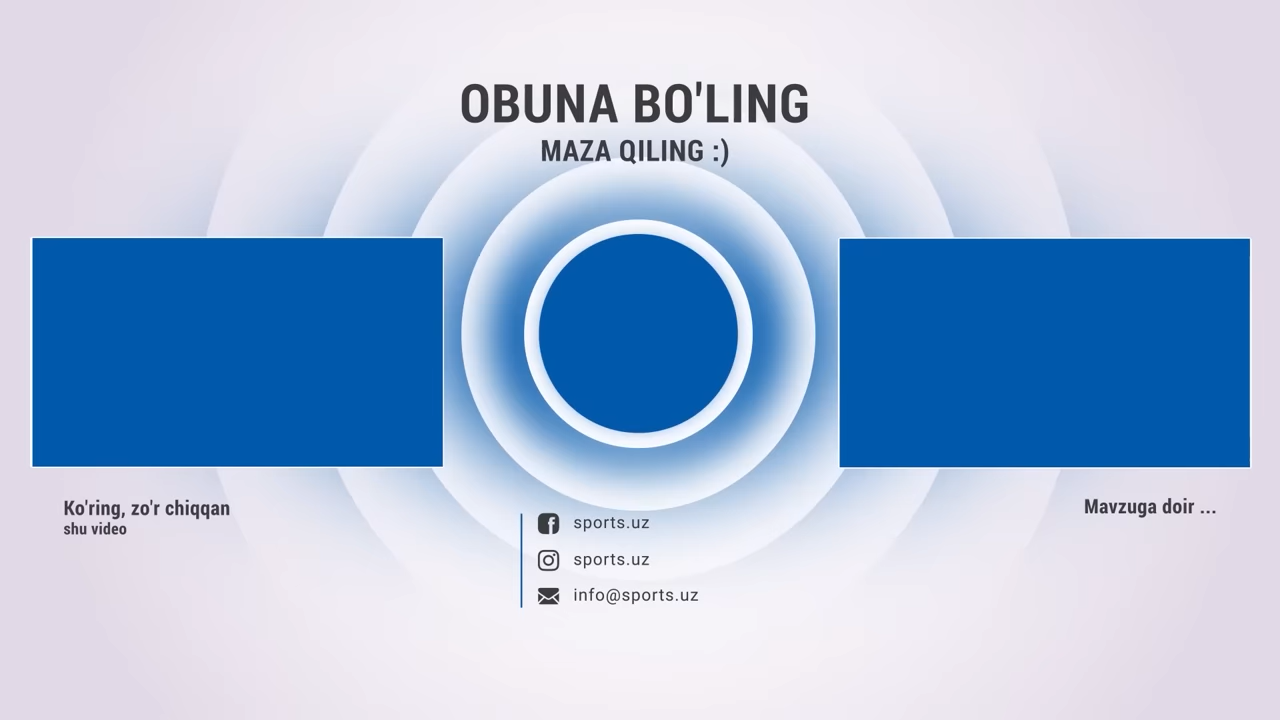 OBUNA BO'LING
MAZA QILING :)
Ko'ring, zo'r chiqqan
shu video
Mavzuga doir ...
sports.uz
sports.uz
info@sports.uz